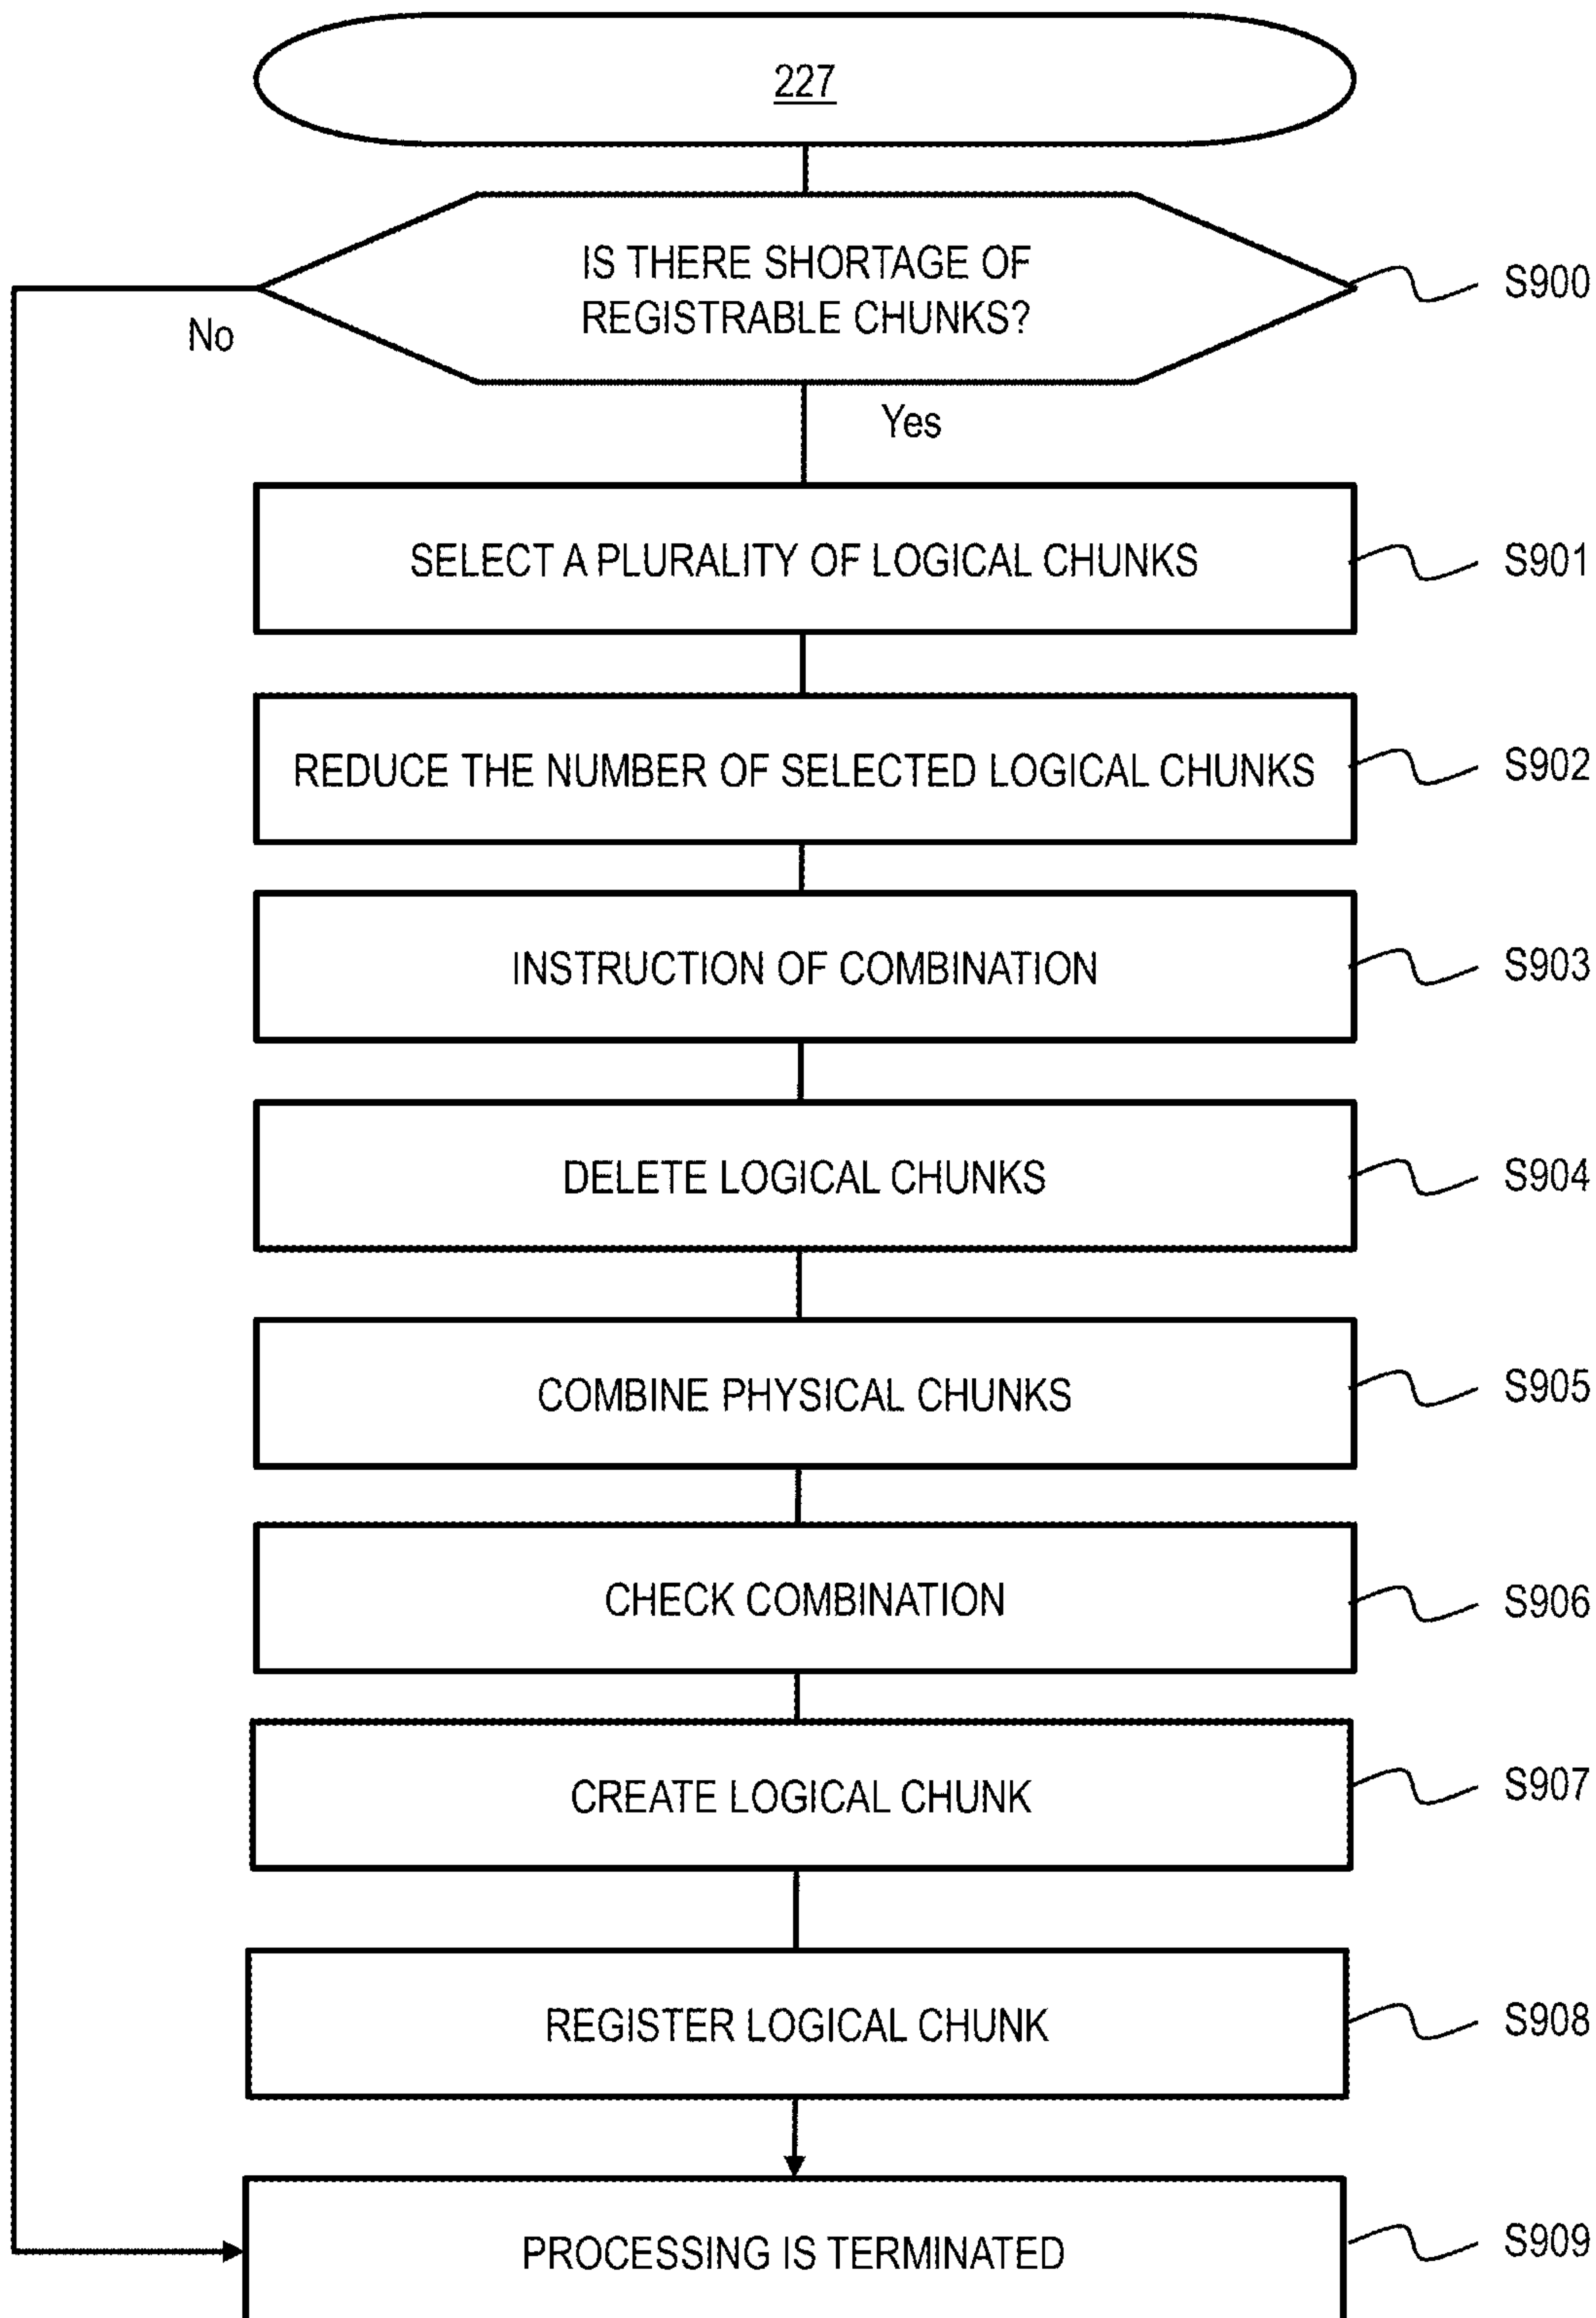 227
IS THERE SHORTAGE OF
REGISTRABLE CHUNKS?
S900
No
Yes
SELECT A PLURALITY OF LOGICAL CHUNKS
S901
REDUCE THE NUMBER OF SELECTED LOGICAL CHUNKS
S902
INSTRUCTION OF COMBINATION
S903
DELETE LOGICAL CHUNKS
S904
COMBINE PHYSICAL CHUNKS
S905
CHECK COMBINATION
S906
CREATE LOGICAL CHUNK
S907
REGISTER LOGICAL CHUNK
S908
PROCESSING IS TERMINATED
S909